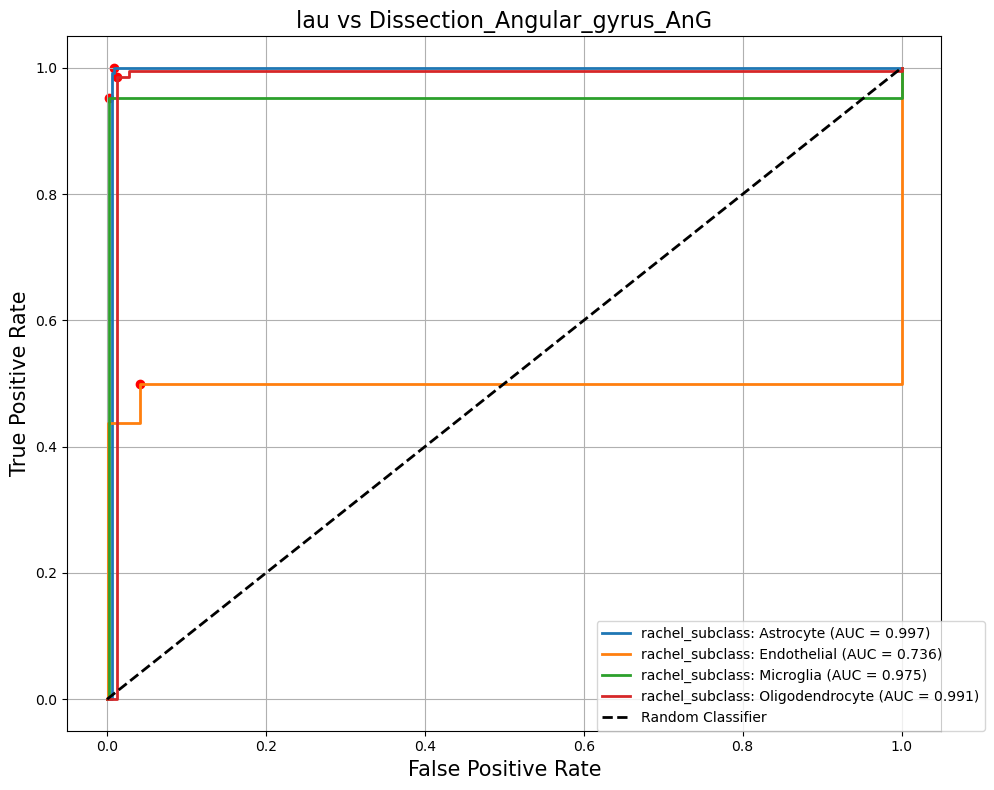 lau vs Dissection_Angular_gyrus_AnG
True Positive Rate
1.0
0.8
0.6
0.4
0.2
0.0
0.0 0.2 0.4 0.6 0.8 1.0
False Positive Rate
rachel_subclass: Astrocyte (AUC = 0.997)
rachel_subclass: Endothelial (AUC = 0.736)
rachel_subclass: Microglia (AUC = 0.975)
rachel_subclass: Oligodendrocyte (AUC = 0.991)
Random Classifier